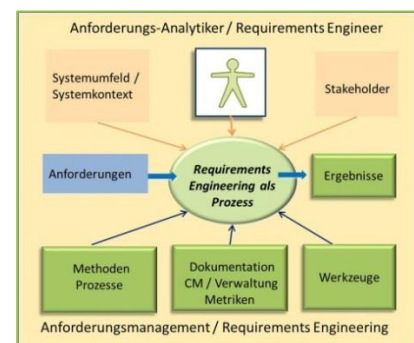 Anforderungs-Analytiker / Requirements Engineer
Systemumfeld /
Systemkontext
Stakeholder
Anforderungen
Requirements
Engineering als
Prozess
Ergebnisse
Methoden
Prozesse
Dokumentation
CM / Verwaltung
Metriken
Werkzeuge
Anforderungsmanagement / Requirements Engineering